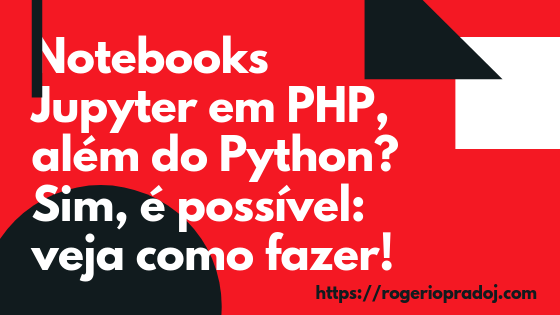 Notebooks
Jupyter em PHP,
além do Python?
Sim, é possível:
veja como fazer!
https://rogeriopradoj.com